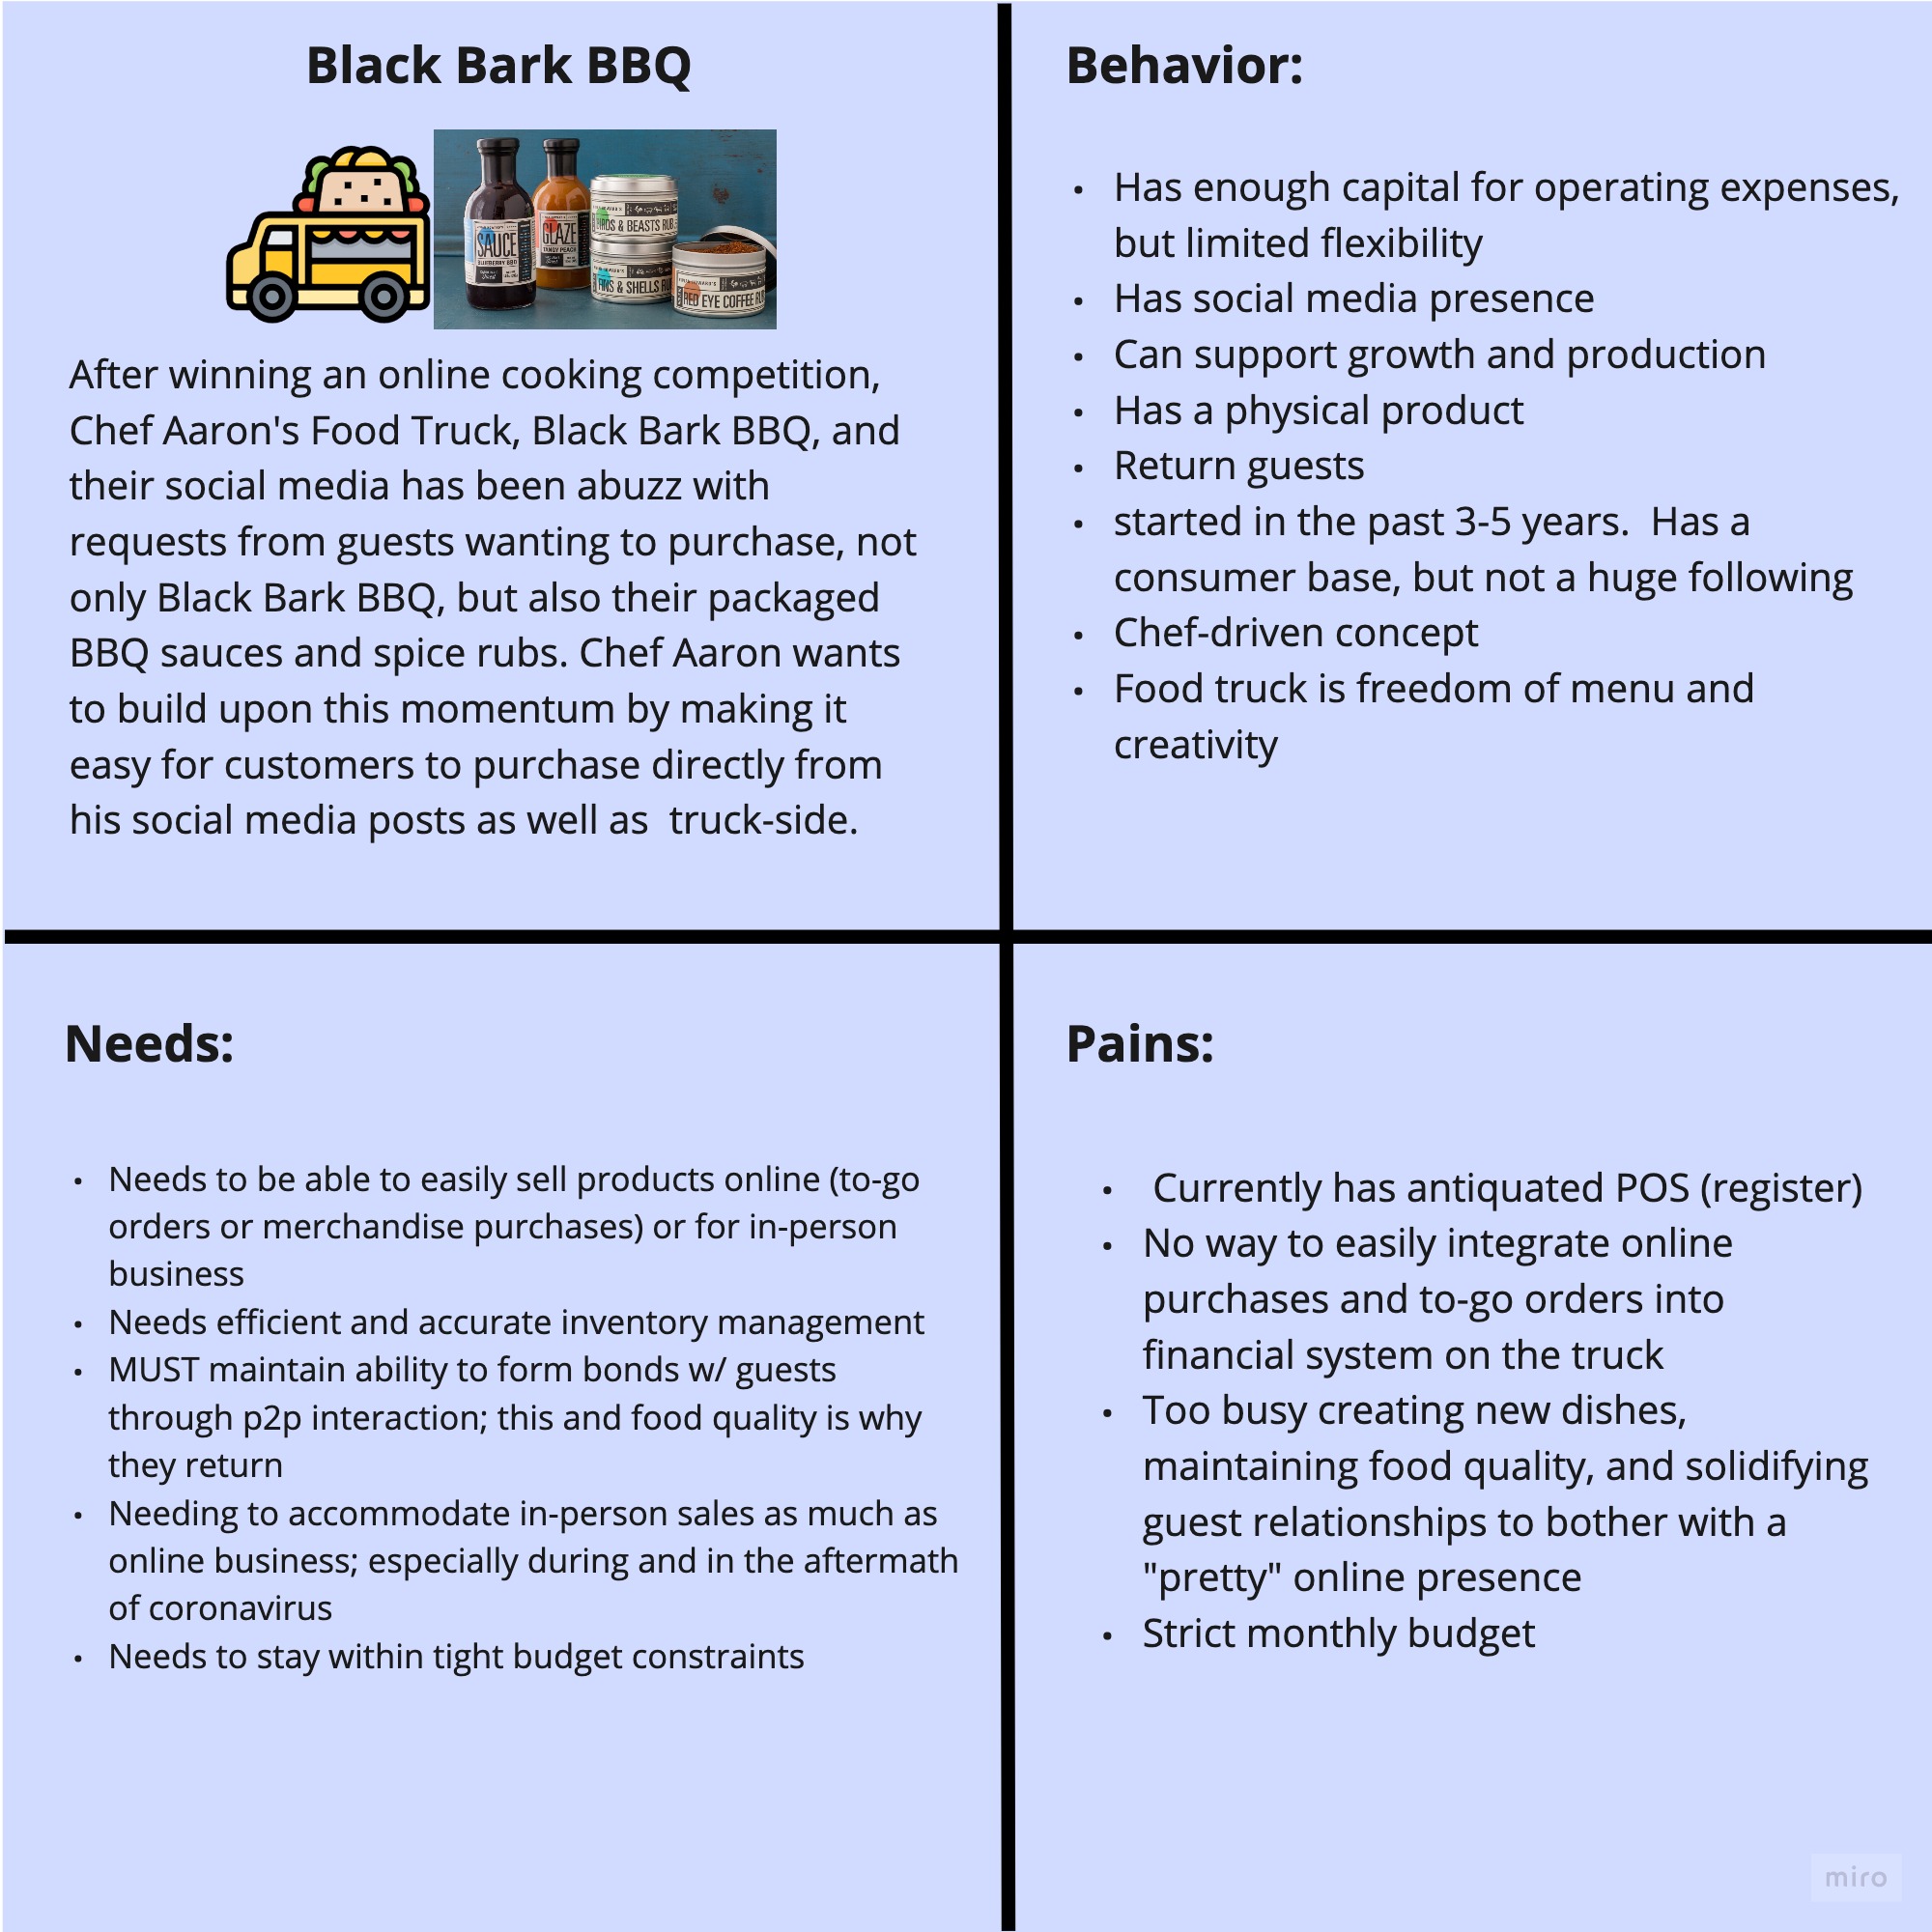 Black Bark BBQ
SAUCE
BLUEBERRY BBQ
GLAZE
TANGY PEACH
BIRDS & BEASTS RUB
FINS & SHELLS RUB
RED EYE COFFEE RUB
After winning an online cooking competition,
Chef Aaron's Food Truck, Black Bark BBQ, and
their social media has been abuzz with
requests from guests wanting to purchase, not
only Black Bark BBQ, but also their packaged
BBQ sauces and spice rubs. Chef Aaron wants
to build upon this momentum by making it
easy for customers to purchase directly from
his social media posts as well as  truck-side.
Behavior:
• Has enough capital for operating expenses,
but limited flexibility
• Has social media presence
• Can support growth and production
• Has a physical product
• Return guests
• started in the past 3-5 years.  Has a
consumer base, but not a huge following
• Chef-driven concept
• Food truck is freedom of menu and
creativity
Needs:
• Needs to be able to easily sell products online (to-go
orders or merchandise purchases) or for in-person
business
• Needs efficient and accurate inventory management
• MUST maintain ability to form bonds w/ guests
through p2p interaction; this and food quality is why
they return
• Needing to accommodate in-person sales as much as
online business; especially during and in the aftermath
of coronavirus
• Needs to stay within tight budget constraints
Pains:
• Currently has antiquated POS (register)
• No way to easily integrate online
purchases and to-go orders into
financial system on the truck
• Too busy creating new dishes,
maintaining food quality, and solidifying
guest relationships to bother with a
"pretty" online presence
• Strict monthly budget
miro